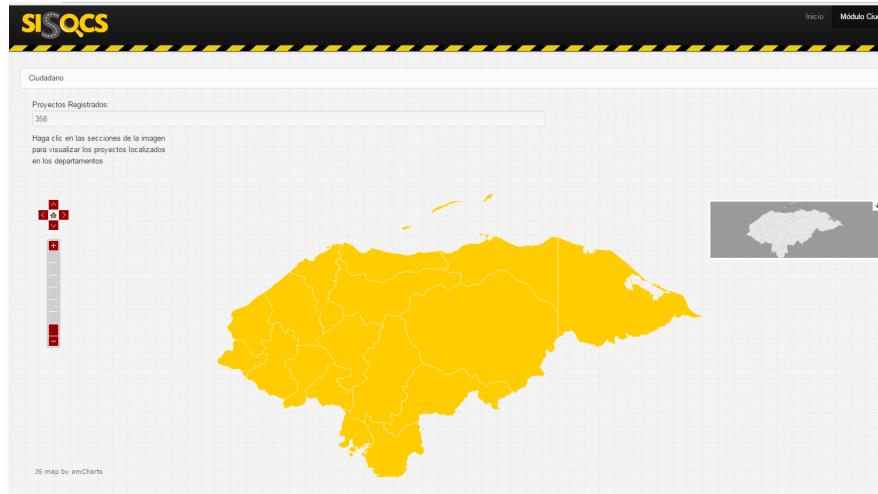 SISOCS
Inicio
Módulo Ciu
Ciudadano
Proyectos Registrados:
358
Haga clic en las secciones de la imagen
para visualizar los proyectos localizados
en los departamentos
JS map by amCharts